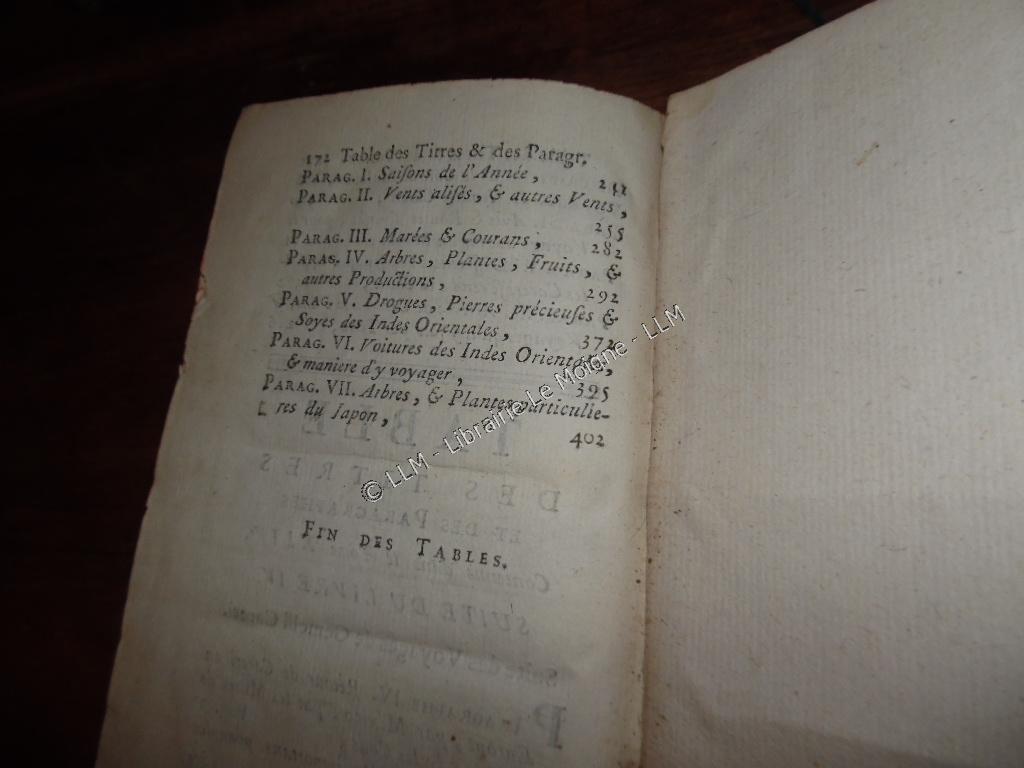 172 Table des Titres & des Paragr.
PARAG. I. Saisons de l'Année,
252
PARAG. II. Vents alisés, & autres Vents,
255
PARAG. III. Marées & Courans, 282
PARAG. IV. Arbres, Plantes, Fruits, &
autres Productions, 292
PARAG. V. Drogues, Pierres précieuses &
Soyes des Indes Orientales, 372
PARAG. VI. Voitures des Indes Orientales,
& maniere d'y voyager, 395
PARAG. VII. Arbres, & Plantes particulie-
res du Japon, 402
FIN DES TABLES.
© LLM - Librairie Le Moigne - LLM